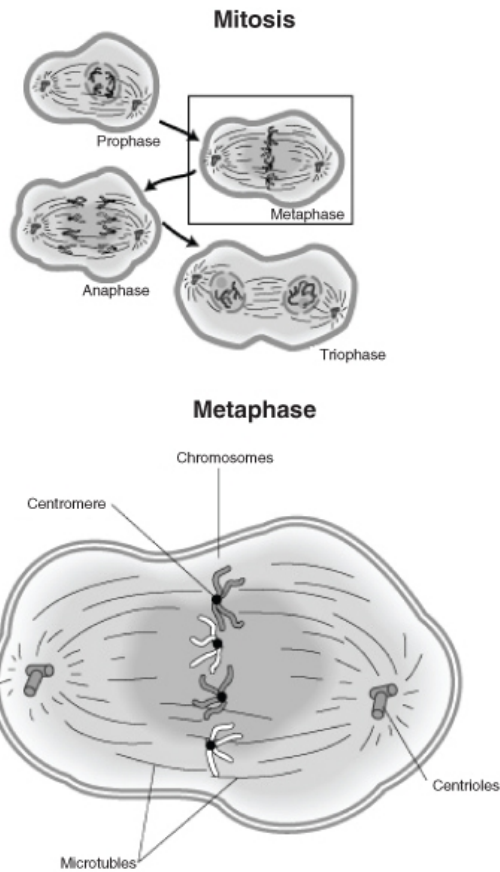 Mitosis
Prophase
Metaphase
Anaphase
Triophase
Metaphase
Chromosomes
Centromere
Centrioles
Microtubles